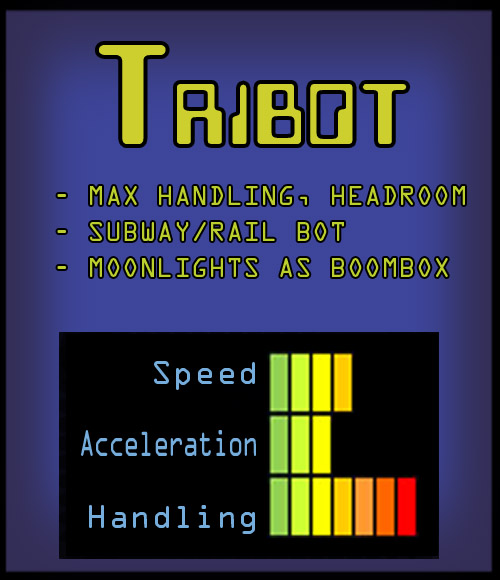 TRIBOT
- MAX HANDLING, HEADROOM
- SUBWAY/RAIL BOT
- MOONLIGHTS AS BOOMBOX
Speed
Acceleration
Handling